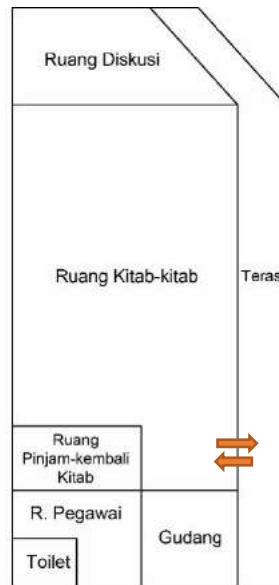 Ruang Diskusi
Ruang Kitab-kitab
Teras
Ruang
Pinjam-kembali
Kitab
R. Pegawai
Gudang
Toilet